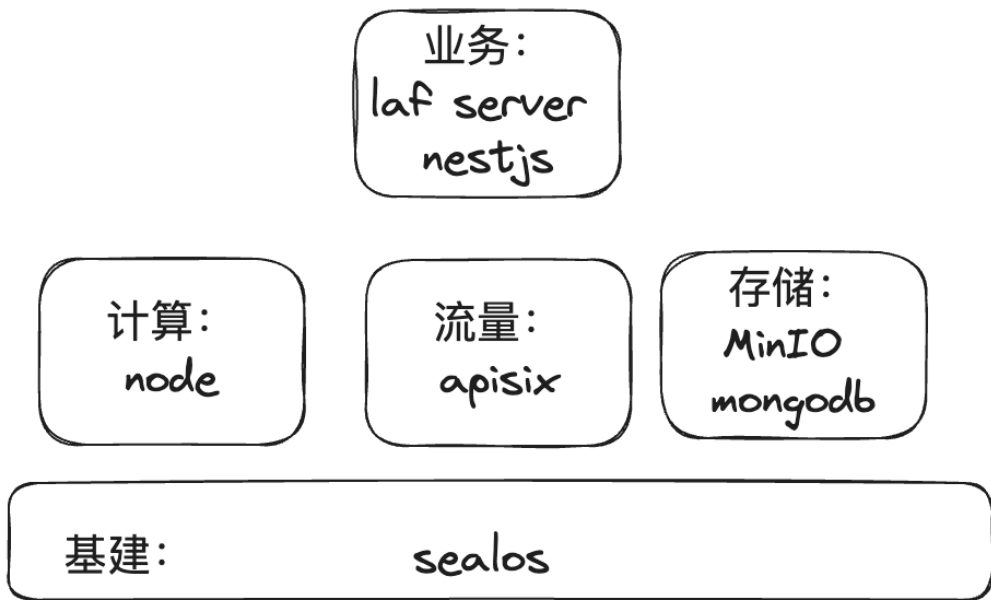 业务：
laf server
nestjs
计算：
node
流量：
apisix
存储：
MinIO
mongodb
基建：
sealos